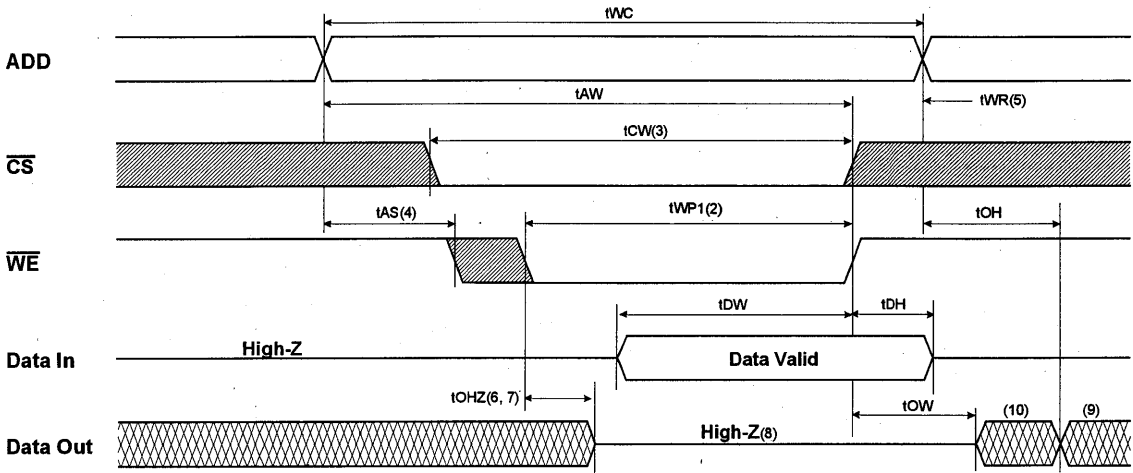 tWC
ADD
tAW
tWR(5)
tCW(3)
CS
tAS(4)
tWP1(2)
tOH
WE
tDW
tDH
High-Z
Data In
Data Valid
tOHZ(6, 7)
tOW
(10)
(9)
High-Z(8)
Data Out